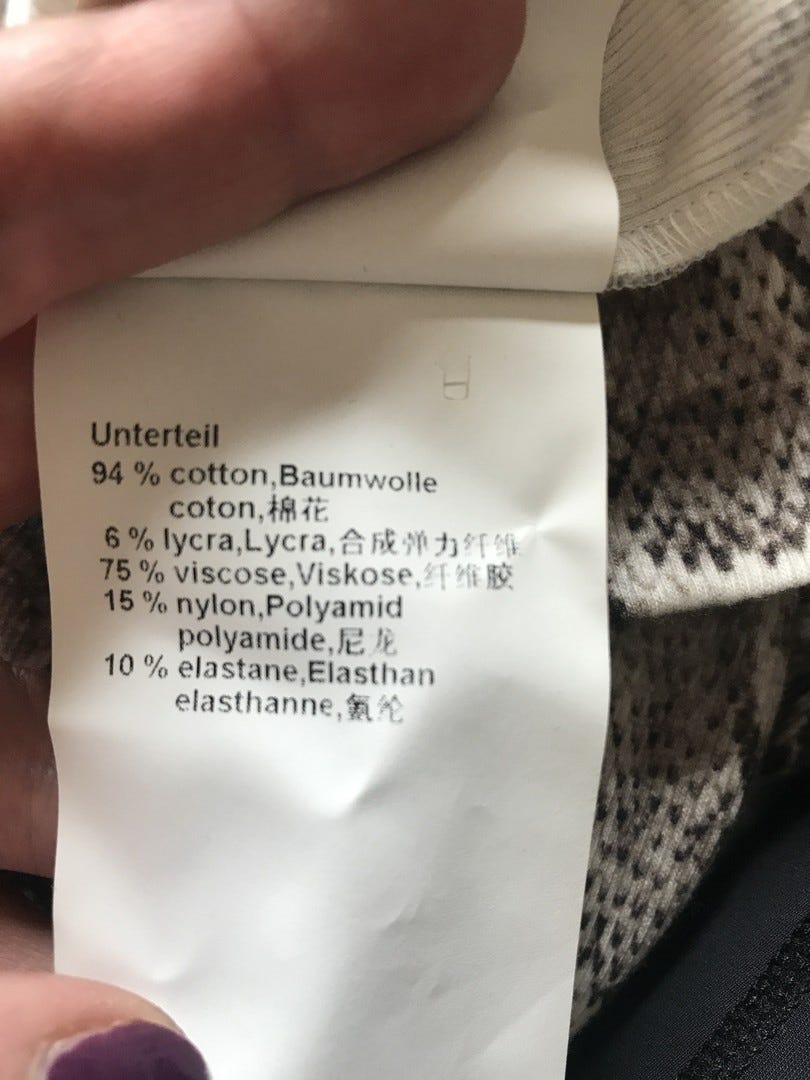 Unterteil
94 % cotton,Baumwolle
coton,棉花
6 % lycra,Lycra,合成弹力纤维
75 % viscose,Viskose,纤维胶
15 % nylon,Polyamid
polyamide,尼龙
10 % elastane,Elasthan
elasthanne,氨纶